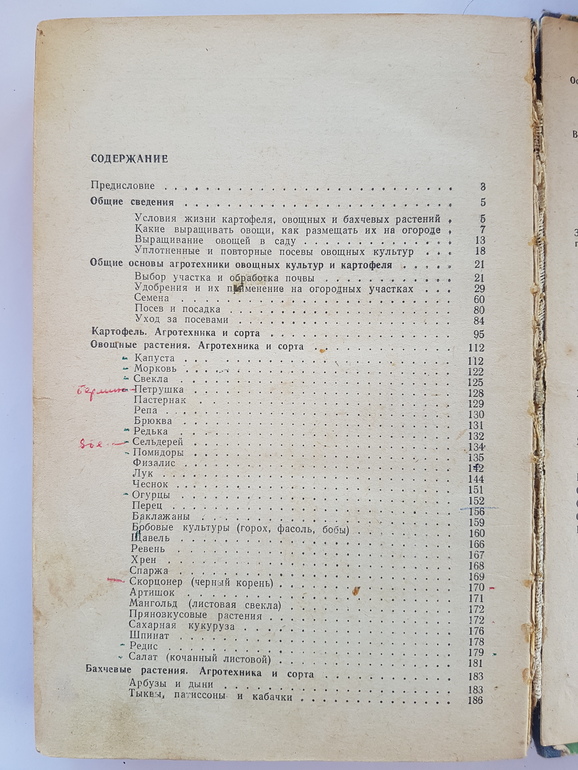 СОДЕРЖАНИЕ
Предисловие . . . . . . . . . . . . . . . . . . . . 3
Общие сведения . . . . . . . . . . . . . . . . . . 5
Условия жизни картофеля, овощных и бахчевых растений . 5
Какие выращивать овощи, как размещать их на огороде . 7
Выращивание овощей в саду . . . . . . . . . . . 13
Уплотненные и повторные посевы овощных культур . . . 18
Общие основы агротехники овощных культур и картофеля . . . . 21
Выбор участка и обработка почвы . . . . . . . . . 21
Удобрения и их применение на огородных участках . . . 29
Семена . . . . . . . . . . . . . . . . . . . 60
Посев и посадка . . . . . . . . . . . . . . . . 80
Уход за посевами . . . . . . . . . . . . . . . 84
Картофель. Агротехника и сорта . . . . . . . . . . . . 95
Овощные растения. Агротехника и сорта . . . . . . . . . 112
Капуста . . . . . . . . . . . . . . . . . . 112
Морковь . . . . . . . . . . . . . . . . . . 122
Свекла . . . . . . . . . . . . . . . . . . 125
Петрушка . . . . . . . . . . . . . . . . . 128
Пастернак . . . . . . . . . . . . . . . . . 129
Репа . . . . . . . . . . . . . . . . . . . 130
Брюква . . . . . . . . . . . . . . . . . . 131
Редька . . . . . . . . . . . . . . . . . . 132
Сельдерей . . . . . . . . . . . . . . . . . 134
Помидоры . . . . . . . . . . . . . . . . . 135
Физалис . . . . . . . . . . . . . . . . . . 142
Лук . . . . . . . . . . . . . . . . . . . 144
Чеснок . . . . . . . . . . . . . . . . . . 151
Огурцы . . . . . . . . . . . . . . . . . . 152
Перец . . . . . . . . . . . . . . . . . . 156
Баклажаны . . . . . . . . . . . . . . . . . 159
Бобовые культуры (горох, фасоль, бобы) . . . . . . . 160
Щавель . . . . . . . . . . . . . . . . . . 166
Ревень . . . . . . . . . . . . . . . . . . 167
Хрен . . . . . . . . . . . . . . . . . . . 168
Спаржа . . . . . . . . . . . . . . . . . . 169
Скорцонер (черный корень) . . . . . . . . . . . 170
Артишок . . . . . . . . . . . . . . . . . . 171
Мангольд (листовая свекла) . . . . . . . . . . . 172
Прянозкусовые растения . . . . . . . . . . . . 172
Сахарная кукуруза . . . . . . . . . . . . . . 176
Шпинат . . . . . . . . . . . . . . . . . . 178
Редис . . . . . . . . . . . . . . . . . . 179
Салат (кочанный листовой) . . . . . . . . . . . 181
Бахчевые растения. Агротехника и сорта . . . . . . . . . 183
Арбузы и дыни . . . . . . . . . . . . . . . 183
Тыквы, патиссоны и кабачки . . . . . . . . . . . 186